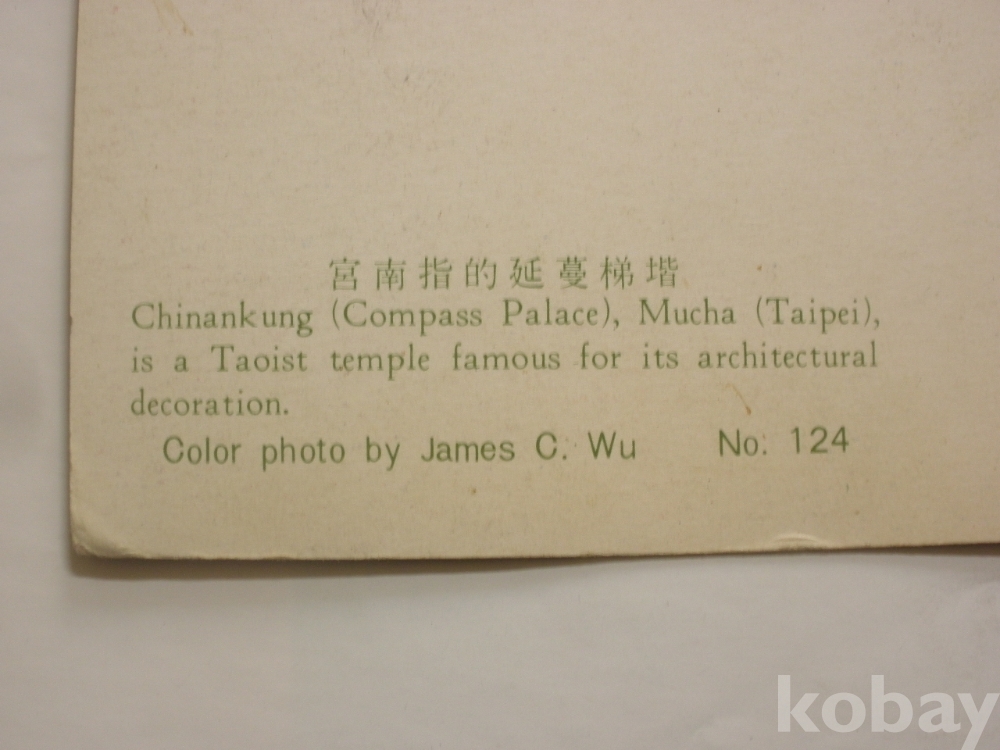 宮南指的延蔓梯堦
Chinankung (Compass Palace), Mucha (Taipei),
is a Taoist temple famous for its architectural
decoration.
Color photo by James C. Wu No. 124
kobay